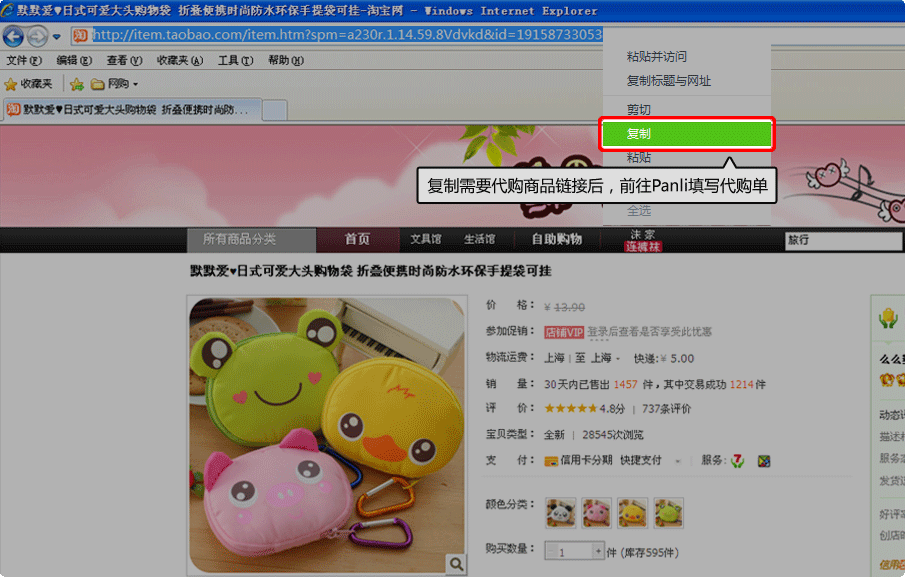 默默爱♥日式可爱大头购物袋 折叠便携时尚防水环保手提袋可挂-淘宝网 - Windows Internet Explorer
http://item.taobao.com/item.htm?spm=a230r.1.14.59.8Vdvkd&id=19158733053
文件(F) 编辑(E) 查看(V) 收藏夹(A) 工具(T) 帮助(H)
收藏夹 网购
默默爱♥日式可爱大头购物袋 折叠便携时尚防...
粘贴并访问
复制标题与网址
剪切
复制
粘贴
复制需要代购商品链接后，前往Panli填写代购单
全选
所有商品分类 首页 文具馆 生活馆 自助购物 沫家 连裤袜 旅行
默默爱♥日式可爱大头购物袋 折叠便携时尚防水环保手提袋可挂
价 格： ¥ 13.90
参加促销： 店铺VIP 登录后查看是否享受此优惠
物流运费： 上海 | 至 上海 快递:¥ 5.00
销 量： 30天内已售出 1457 件，其中交易成功 1214 件
评 价： ★★★★★ 4.8分 | 737条评价
宝贝类型： 全新 | 28545次浏览
支 付： 信用卡分期 快捷支付 服务:
颜色分类：
购买数量： 1 件 (库存595件)
么么
动态评
描述相
服务态
发货速
好评率
创店时
信用